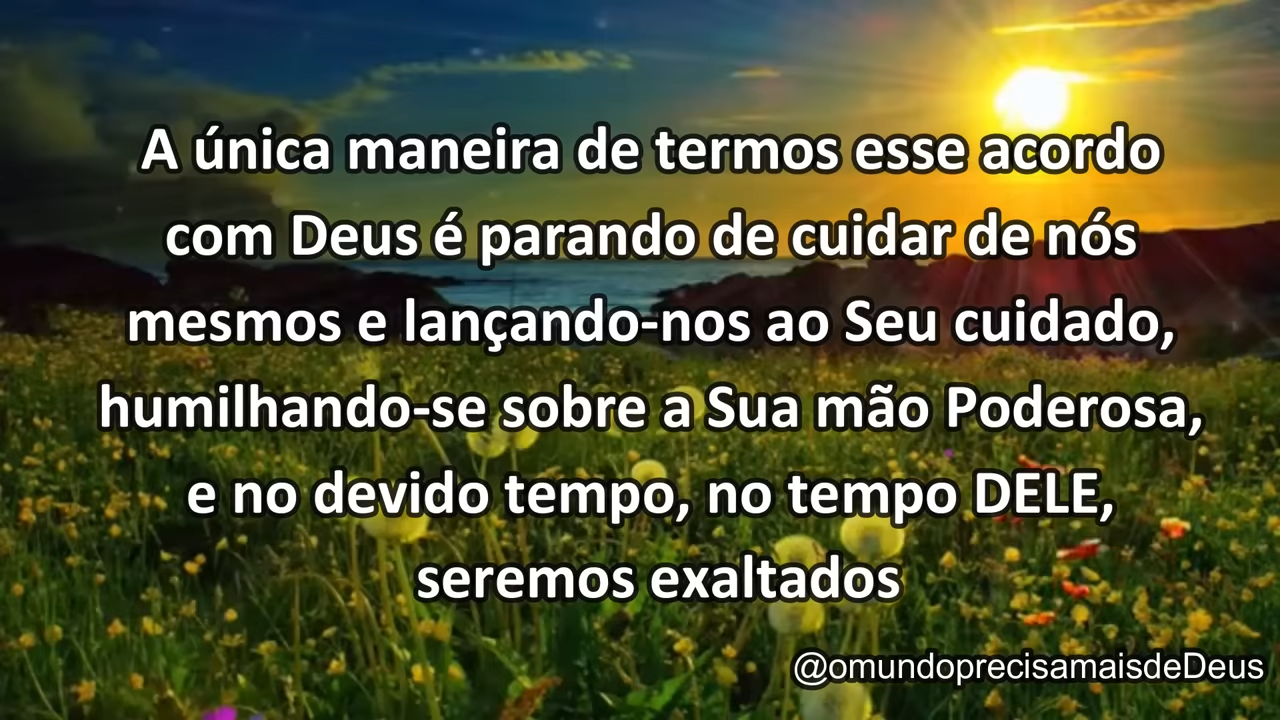 A única maneira de termos esse acordo
com Deus é parando de cuidar de nós
mesmos e lançando-nos ao Seu cuidado,
humilhando-se sobre a Sua mão Poderosa,
e no devido tempo, no tempo DELE,
seremos exaltados
@omundoprecisamaisdeDeus